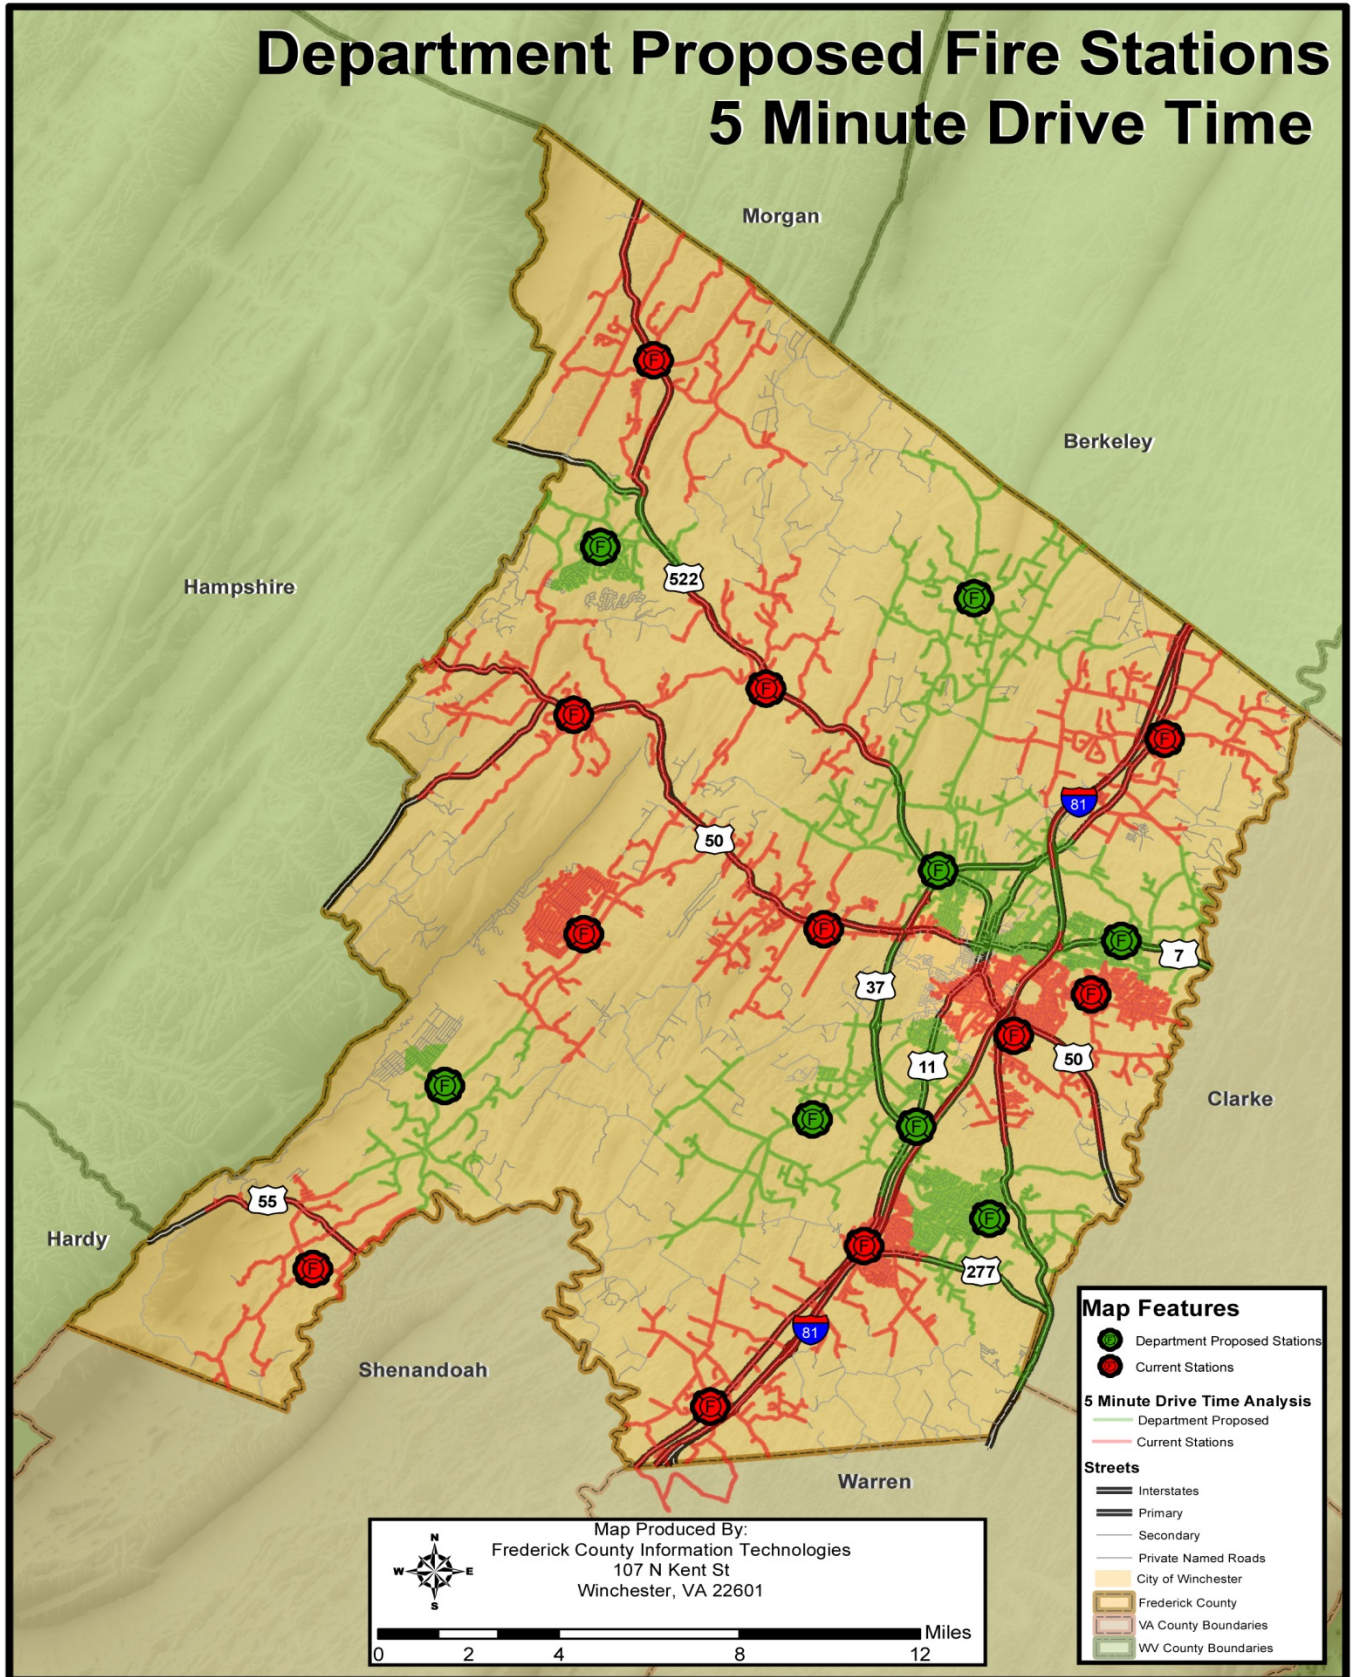 Department Proposed Fire Stations
5 Minute Drive Time
Morgan
Berkeley
F
Hampshire
F
522
F
F
F
F
81
50
F
F
F
F
7
37
F
F
50
11
F
Clarke
F
F
55
Hardy
F
F
F
277
81
Shenandoah
F
Warren
Map Features
F Department Proposed Stations
F Current Stations
5 Minute Drive Time Analysis
Department Proposed
Current Stations
Streets
Interstates
Primary
Secondary
Private Named Roads
City of Winchester
Frederick County
VA County Boundaries
WV County Boundaries
N
W E
S
Map Produced By:
Frederick County Information Technologies
107 N Kent St
Winchester, VA 22601
Miles
0 2 4 8 12